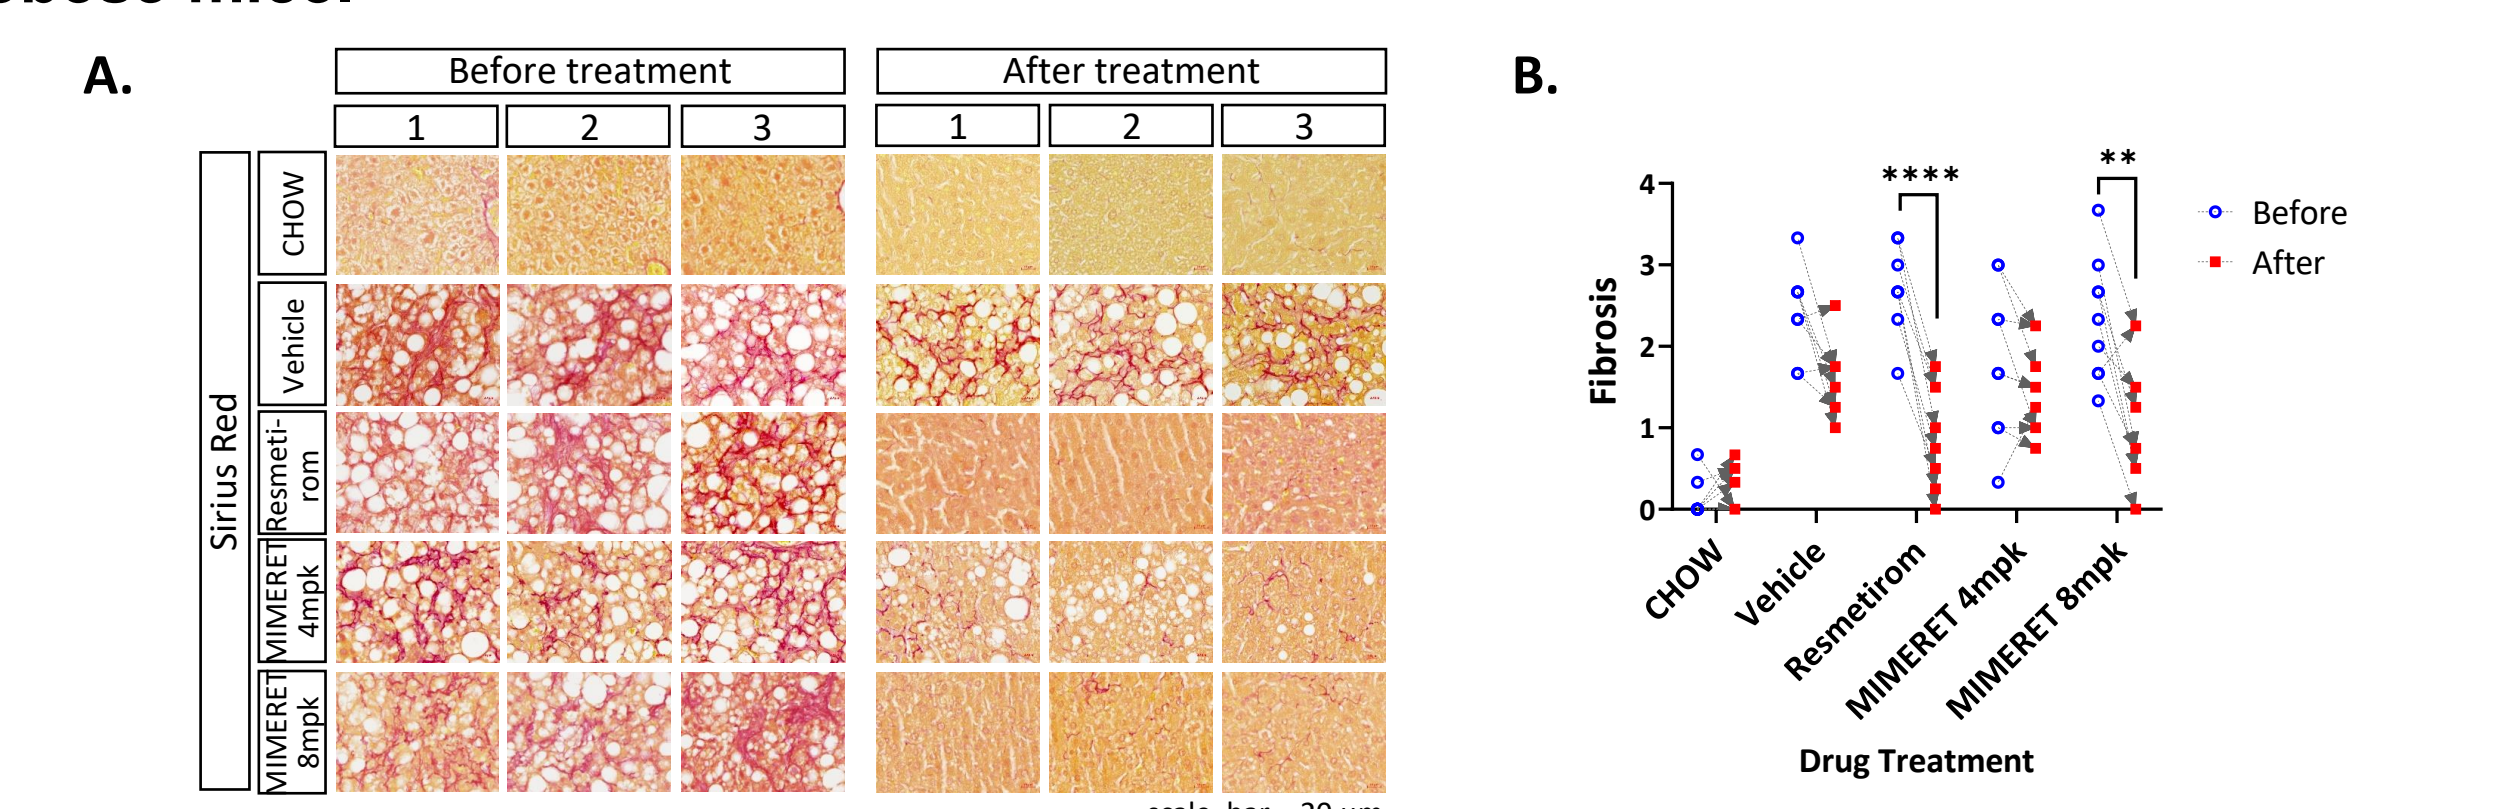 A.
Before treatment
After treatment
1
2
3
1
2
3
Sirius Red
CHOW
Vehicle
Resmeti-
rom
MIMERET
4mpk
MIMERET
8mpk
B.
****
**
Before
After
Fibrosis
4
3
2
1
0
CHOW
Vehicle
Resmetirom
MIMERET 4mpk
MIMERET 8mpk
Drug Treatment